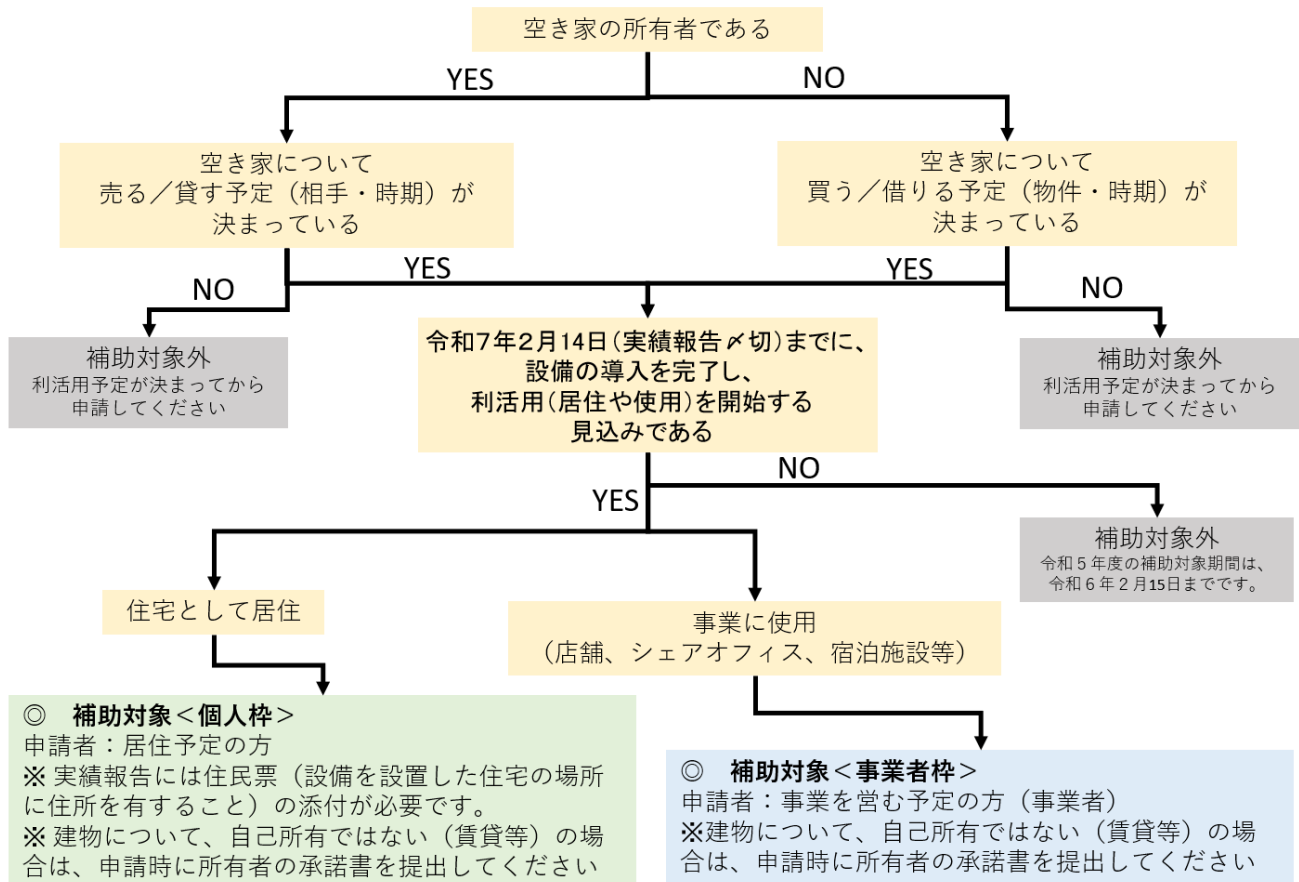 空き家の所有者である
YES
NO
空き家について
売る／貸す予定（相手・時期）が
決まっている
空き家について
買う／借りる予定（物件・時期）が
決まっている
NO
YES
YES
NO
補助対象外
利活用予定が決まってから
申請してください
令和7年2月14日（実績報告〆切）までに、
設備の導入を完了し、
利活用（居住や使用）を開始する
見込みである
補助対象外
利活用予定が決まってから
申請してください
YES
NO
補助対象外
令和５年度の補助対象期間は、
令和６年２月15日までです。
住宅として居住
事業に使用
（店舗、シェアオフィス、宿泊施設等）
◎　補助対象＜個人枠＞
申請者：居住予定の方
※ 実績報告には住民票（設備を設置した住宅の場所
に住所を有すること）の添付が必要です。
※ 建物について、自己所有ではない（賃貸等）の場
合は、申請時に所有者の承諾書を提出してください
◎　補助対象＜事業者枠＞
申請者：事業を営む予定の方（事業者）
※建物について、自己所有ではない（賃貸等）の場
合は、申請時に所有者の承諾書を提出してください